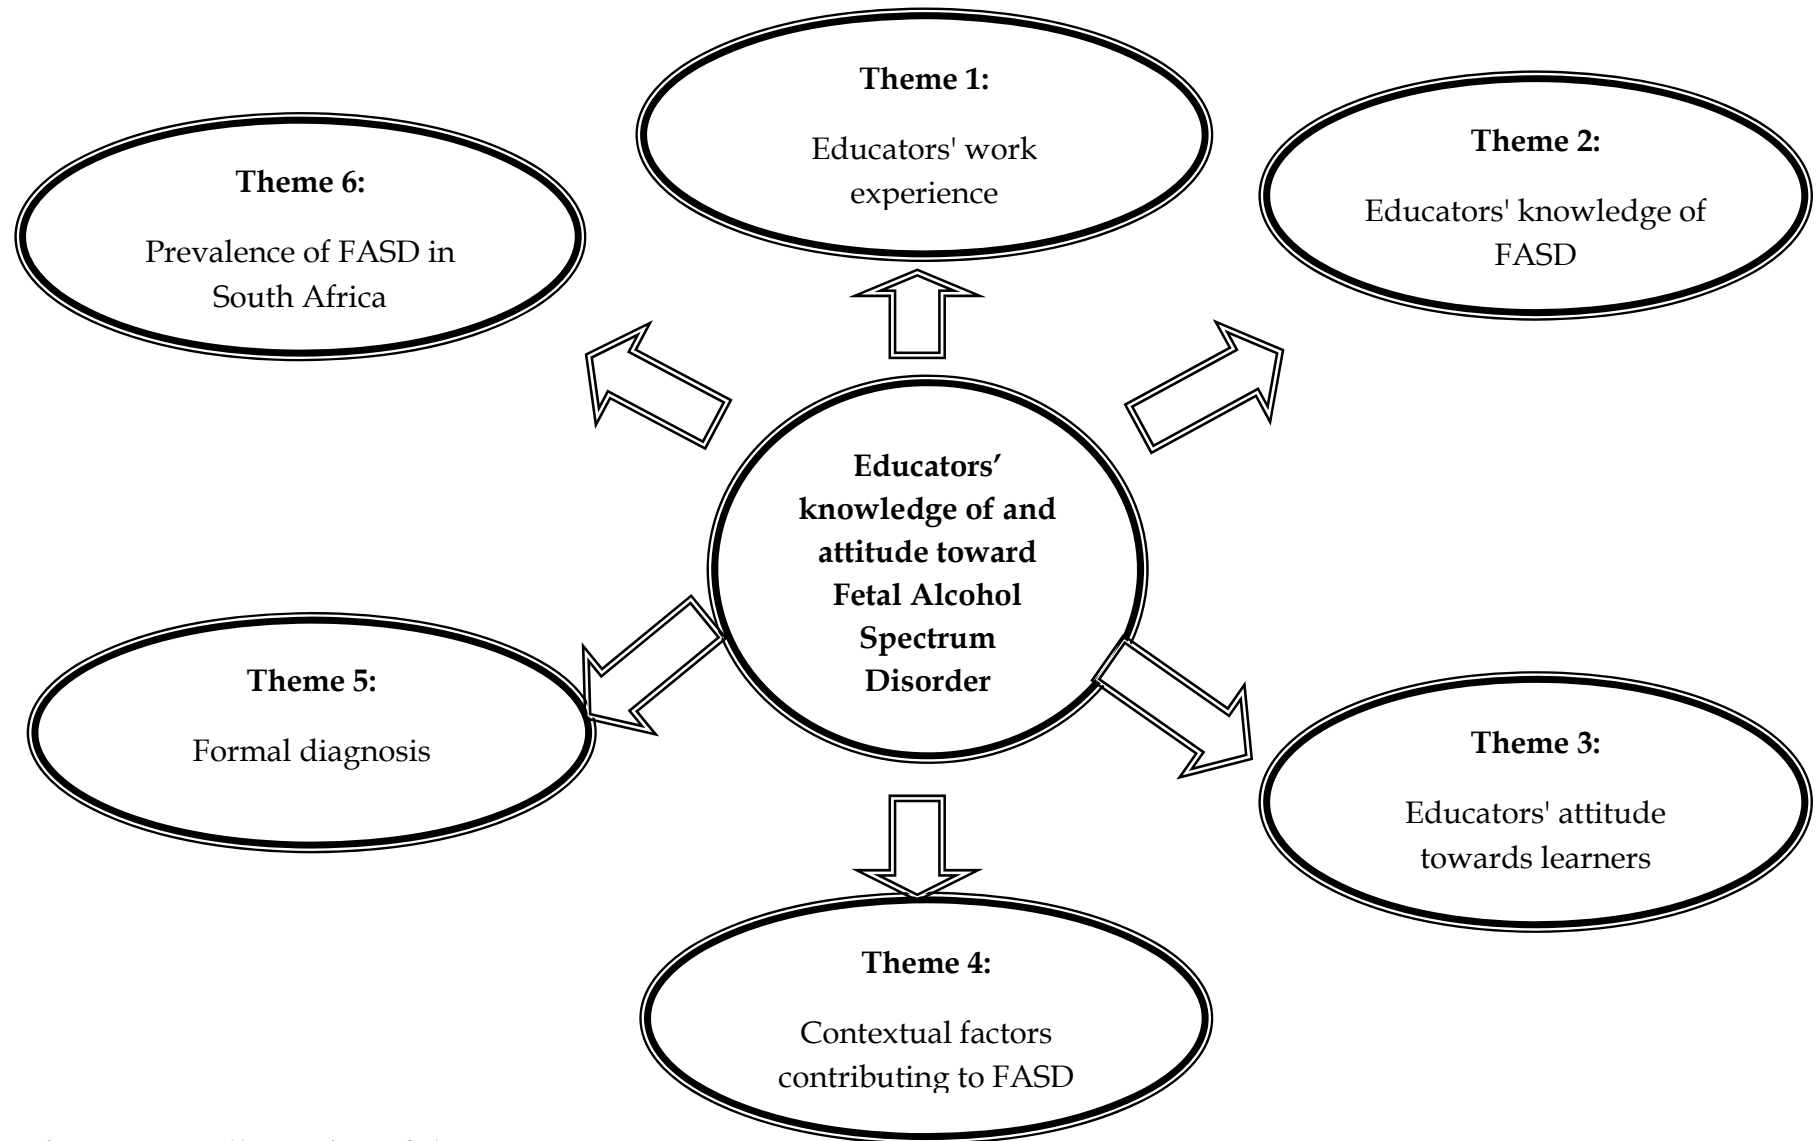 Theme 1:
Educators' work
experience
Theme 2:
Educators' knowledge of
FASD
Theme 3:
Educators' attitude
towards learners
Theme 4:
Contextual factors
contributing to FASD
Theme 5:
Formal diagnosis
Theme 6:
Prevalence of FASD in
South Africa
Educators’
knowledge of and
attitude toward
Fetal Alcohol
Spectrum
Disorder